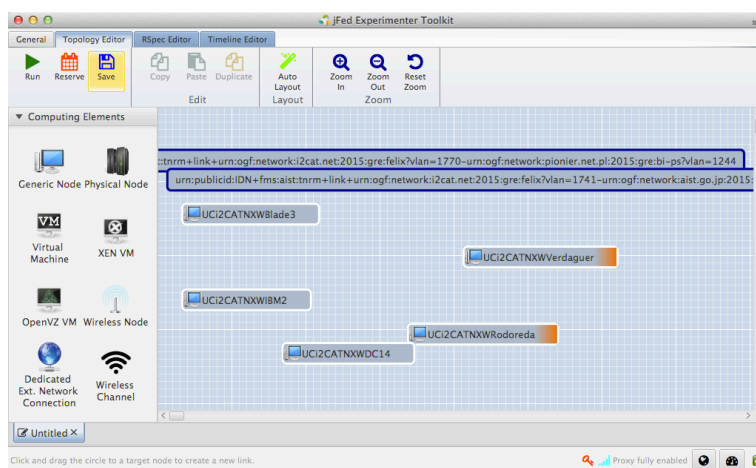 jFed Experimenter Toolkit
General Topology Editor RSpec Editor Timeline Editor
Run Reserve Save Copy Paste Duplicate Auto Layout Zoom In Zoom Out Reset Zoom
Edit Layout Zoom
Computing Elements
Generic Node Physical Node
Virtual Machine XEN VM
OpenVZ VM Wireless Node
Dedicated Ext. Network Connection Wireless Channel
:tnrm+link+urn:ogf:network:i2cat.net:2015:gre:felix?vlan=1770-urn:ogf:network:pionier.net.pl:2015:gre:bi-ps?vlan=1244
urn:publicid:IDN+fms:aist:tnrm+link+urn:ogf:network:i2cat.net:2015:gre:felix?vlan=1741-urn:ogf:network:aist.go.jp:2015:
UCi2CATNXWBlade3
UCi2CATNXWVerdaguer
UCi2CATNXWIBM2
UCi2CATNXWRodoreda
UCi2CATNXWDC14
Untitled
Click and drag the circle to a target node to create a new link.
Proxy fully enabled